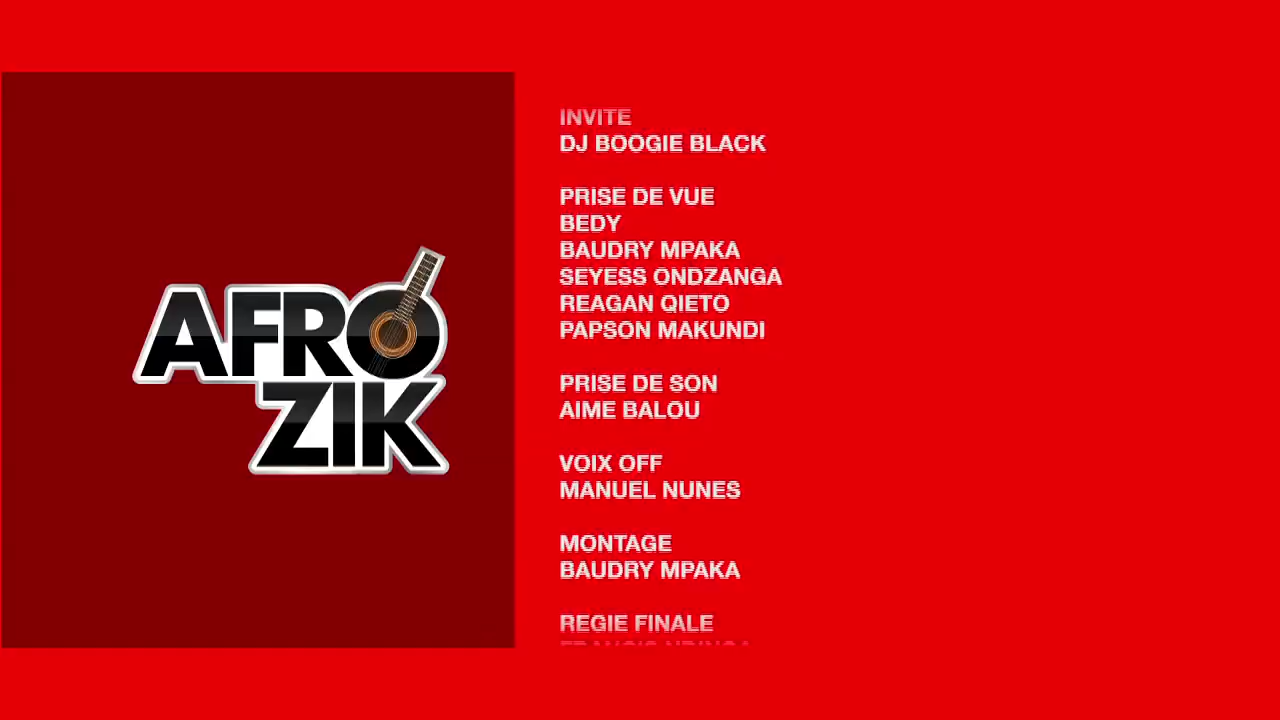 AFRO
ZIK
INVITE
DJ BOOGIE BLACK
PRISE DE VUE
BEDY
BAUDRY MPAKA
SEYESS ONDZANGA
REAGAN QIETO
PAPSON MAKUNDI
PRISE DE SON
AIME BALOU
VOIX OFF
MANUEL NUNES
MONTAGE
BAUDRY MPAKA
REGIE FINALE